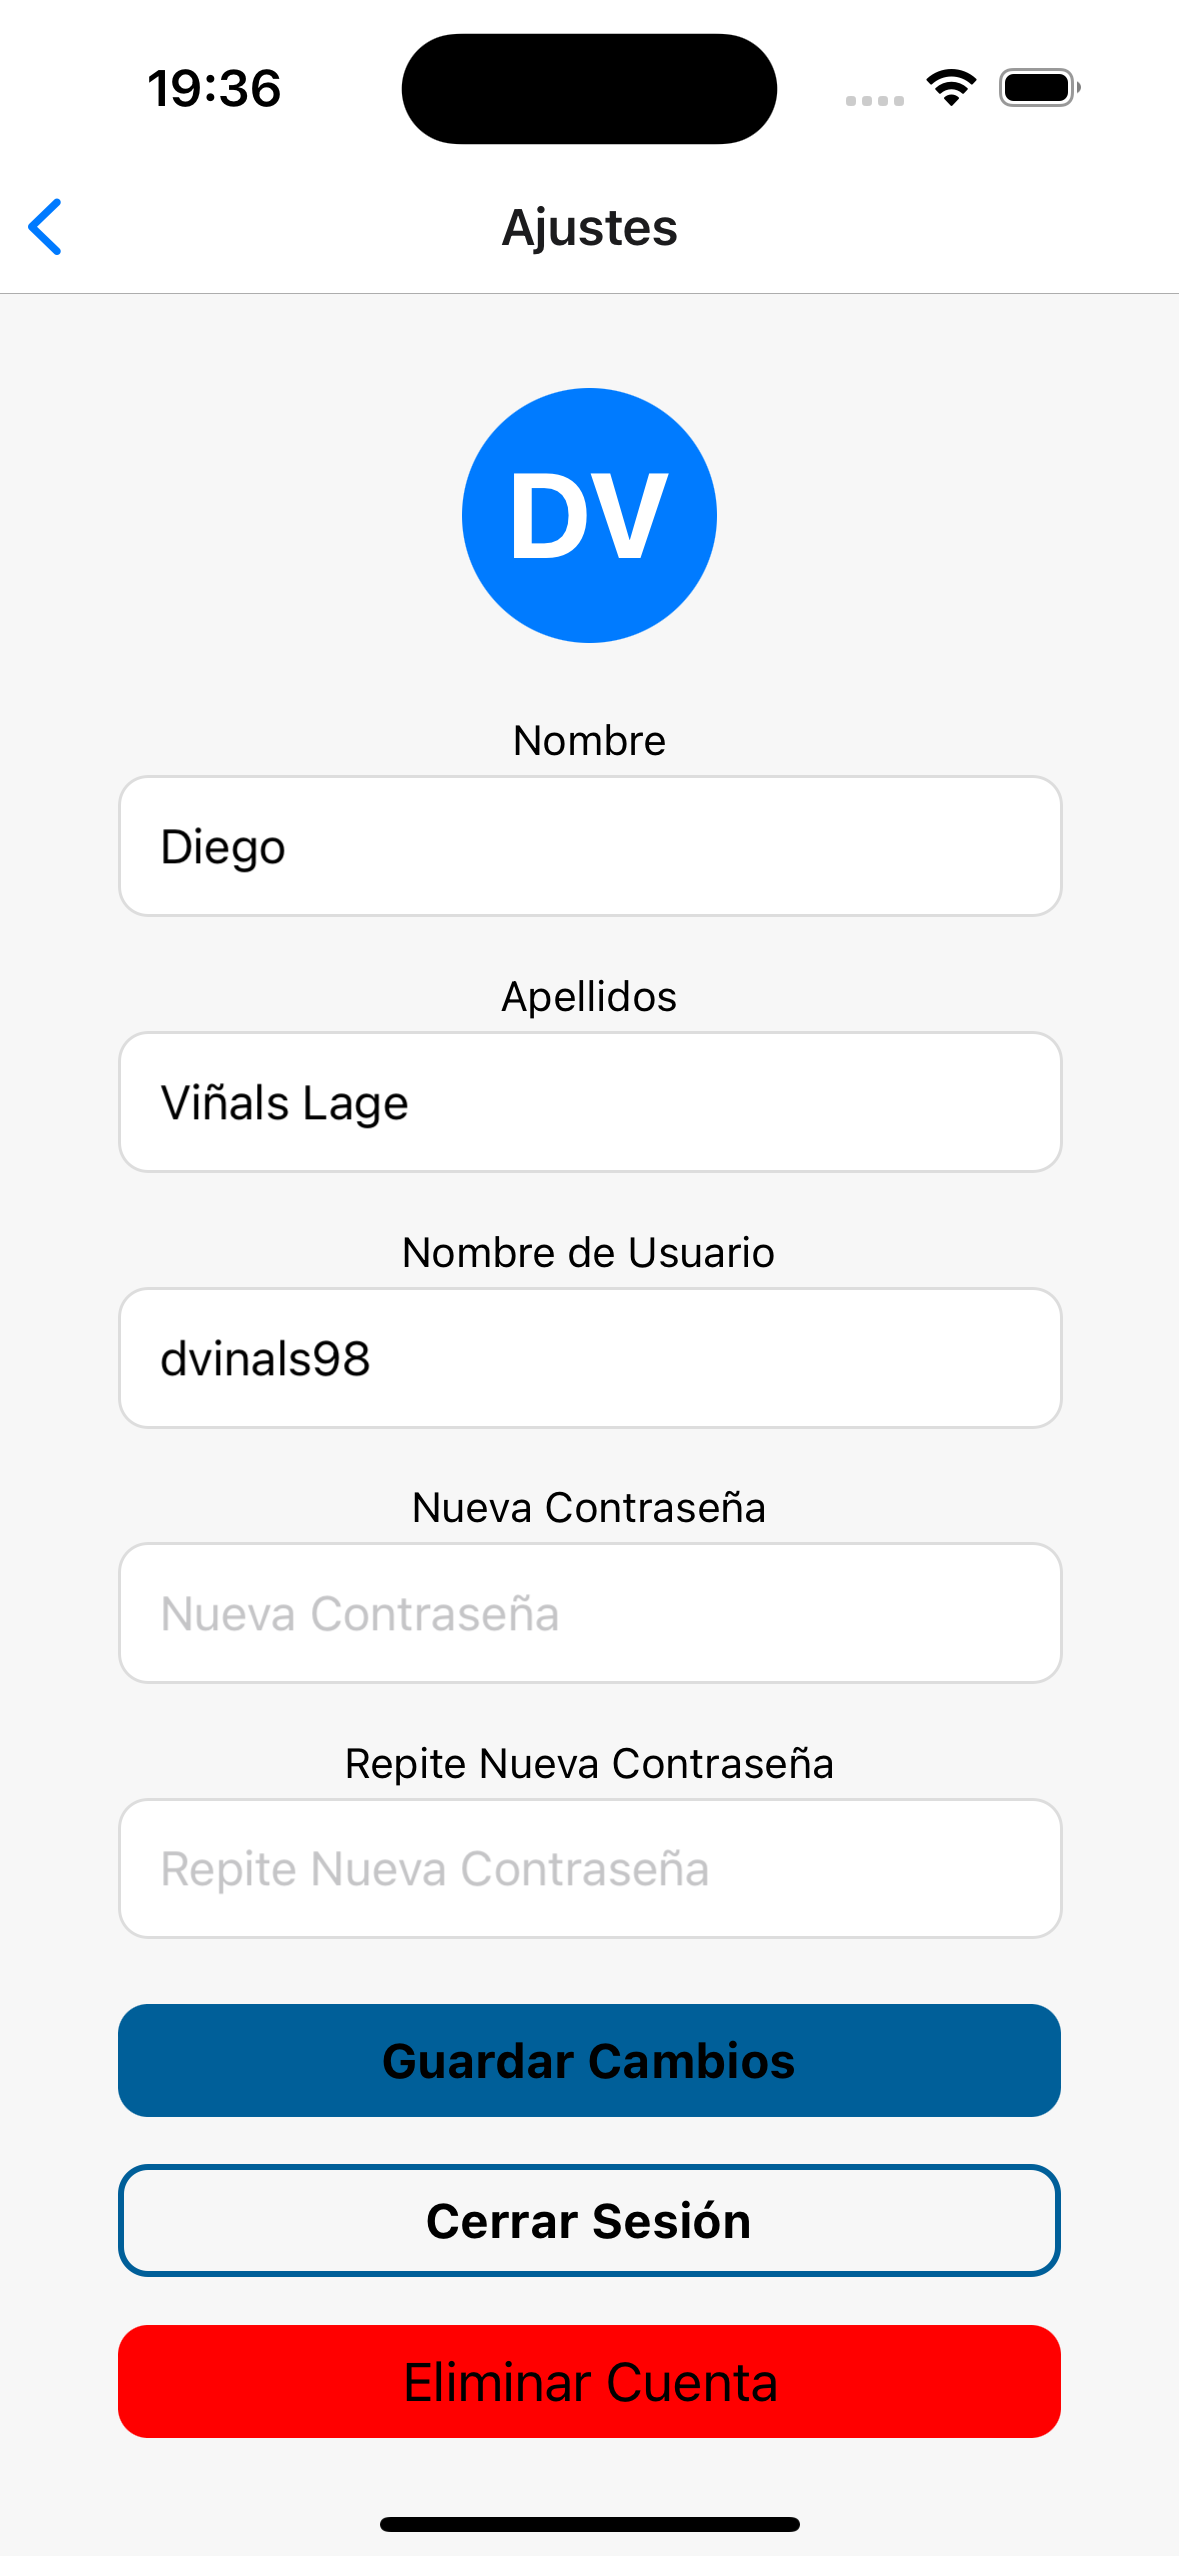 19:36
Ajustes
DV
Nombre
Diego
Apellidos
Viñals Lage
Nombre de Usuario
dvinals98
Nueva Contraseña
Nueva Contraseña
Repite Nueva Contraseña
Repite Nueva Contraseña
Guardar Cambios
Cerrar Sesión
Eliminar Cuenta